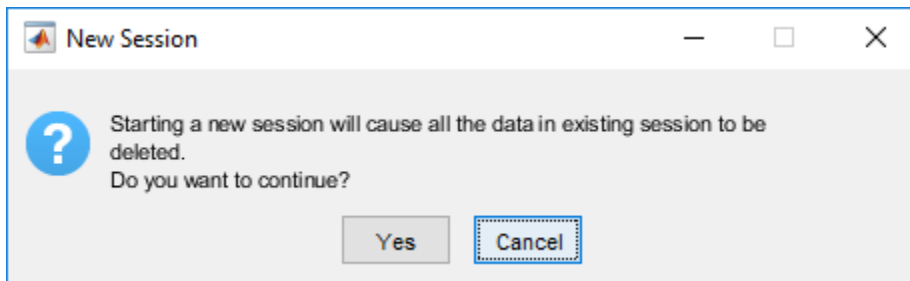 New Session
Starting a new session will cause all the data in existing session to be
deleted.
Do you want to continue?
Yes
Cancel